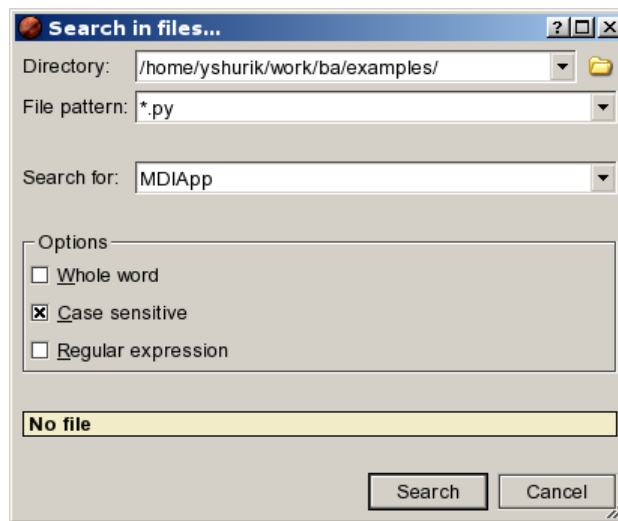 Search in files...
Directory: /home/yshurik/work/ba/examples/
File pattern: *.py
Search for: MDIApp
Options
Whole word
Case sensitive
Regular expression
No file
Search Cancel